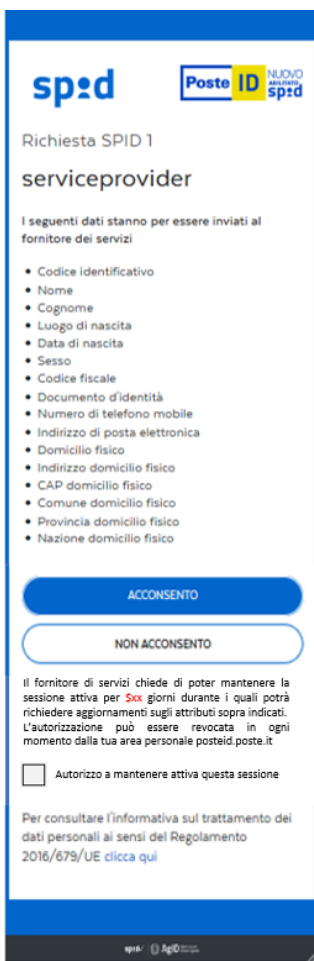 spid
Poste ID NUOVO
ABILITATO
spid
Richiesta SPID 1
serviceprovider
I seguenti dati stanno per essere inviati al
fornitore dei servizi
• Codice identificativo
• Nome
• Cognome
• Luogo di nascita
• Data di nascita
• Sesso
• Codice fiscale
• Documento d'identità
• Numero di telefono mobile
• Indirizzo di posta elettronica
• Domicilio fisico
• Indirizzo domicilio fisico
• CAP domicilio fisico
• Comune domicilio fisico
• Provincia domicilio fisico
• Nazione domicilio fisico
ACCONSENTO
NON ACCONSENTO
Il fornitore di servizi chiede di poter mantenere la
sessione attiva per $xx giorni durante i quali potrà
richiedere aggiornamenti sugli attributi sopra indicati.
L'autorizzazione può essere revocata in ogni
momento dalla tua area personale posteid.poste.it
Autorizzo a mantenere attiva questa sessione
Per consultare l'informativa sul trattamento dei
dati personali ai sensi del Regolamento
2016/679/UE clicca qui
spid AgID